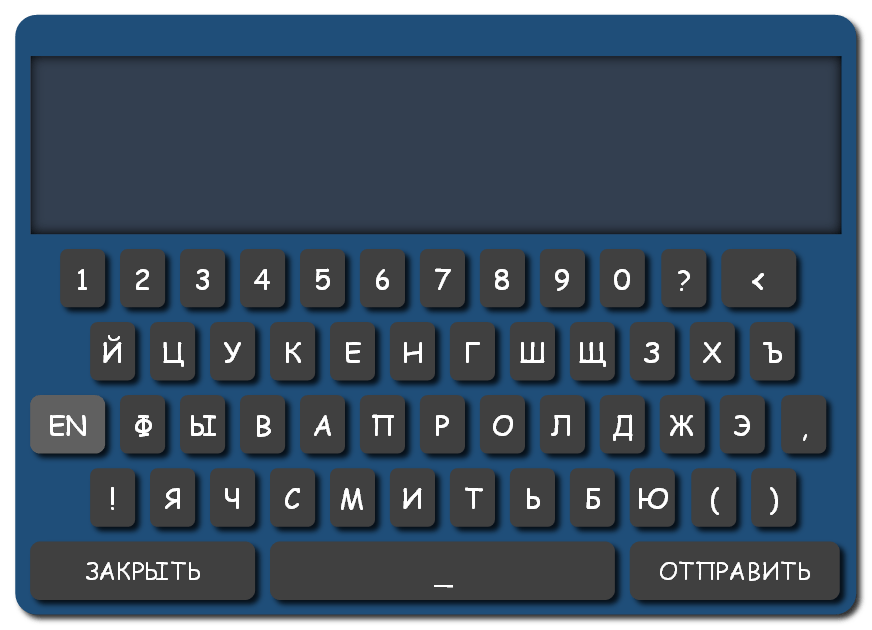 1 2 3 4 5 6 7 8 9 0 ? <
Й Ц У К Е Н Г Ш Щ З Х Ъ
EN Ф Ы В А П Р О Л Д Ж Э ,
! Я Ч С М И Т Ь Б Ю ( )
ЗАКРЫТЬ _ ОТПРАВИТЬ